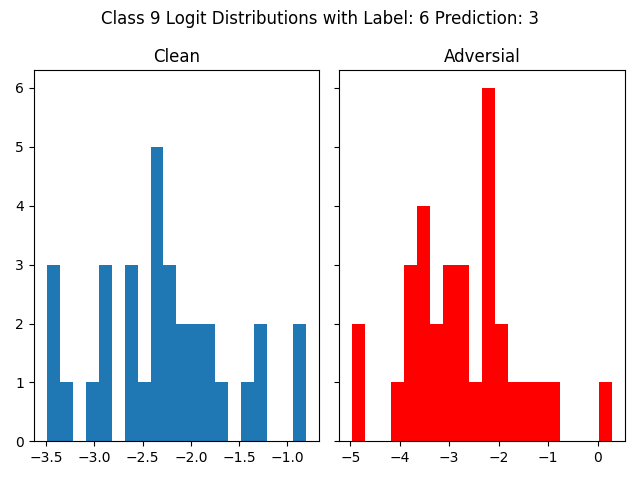 Class 9 Logit Distributions with Label: 6 Prediction: 3
Clean
Adversial
6
5
4
3
2
1
0
−3.5 −3.0 −2.5 −2.0 −1.5 −1.0
−5 −4 −3 −2 −1 0